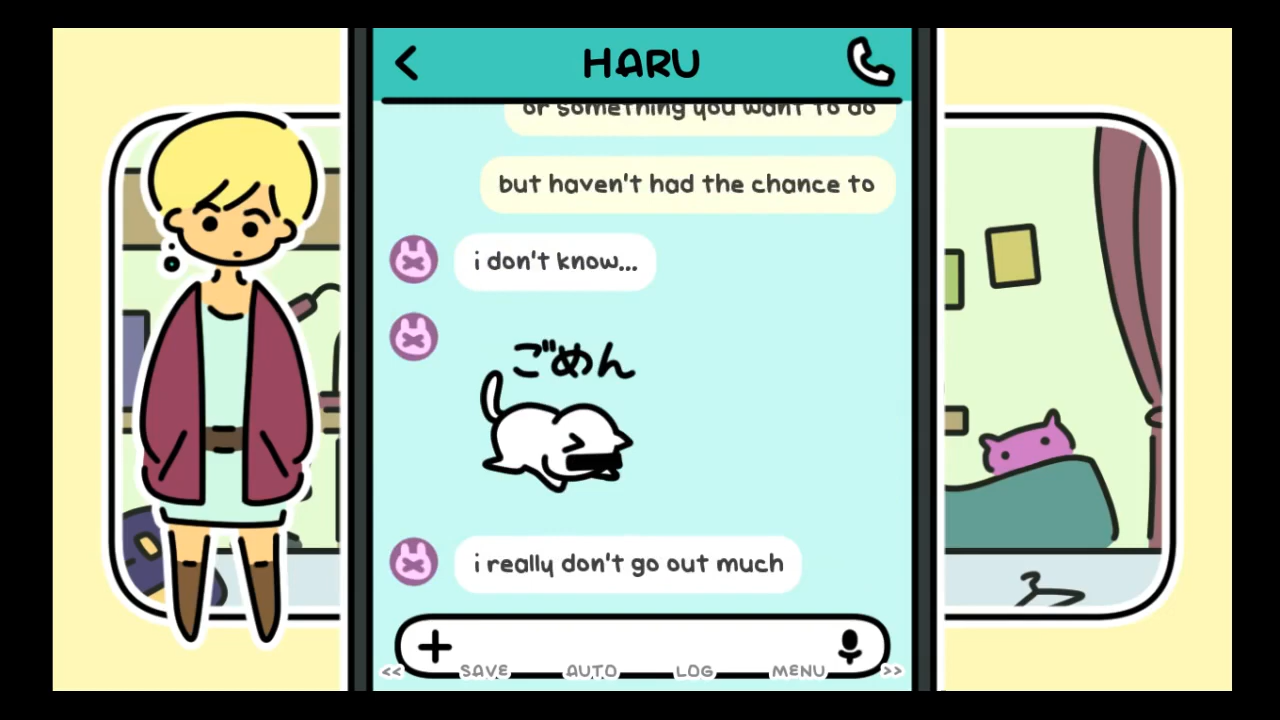 HARU
or something you want to do
but haven't had the chance to
i don't know...
ごめん
i really don't go out much
<< SAVE AUTO LOG MENU >>